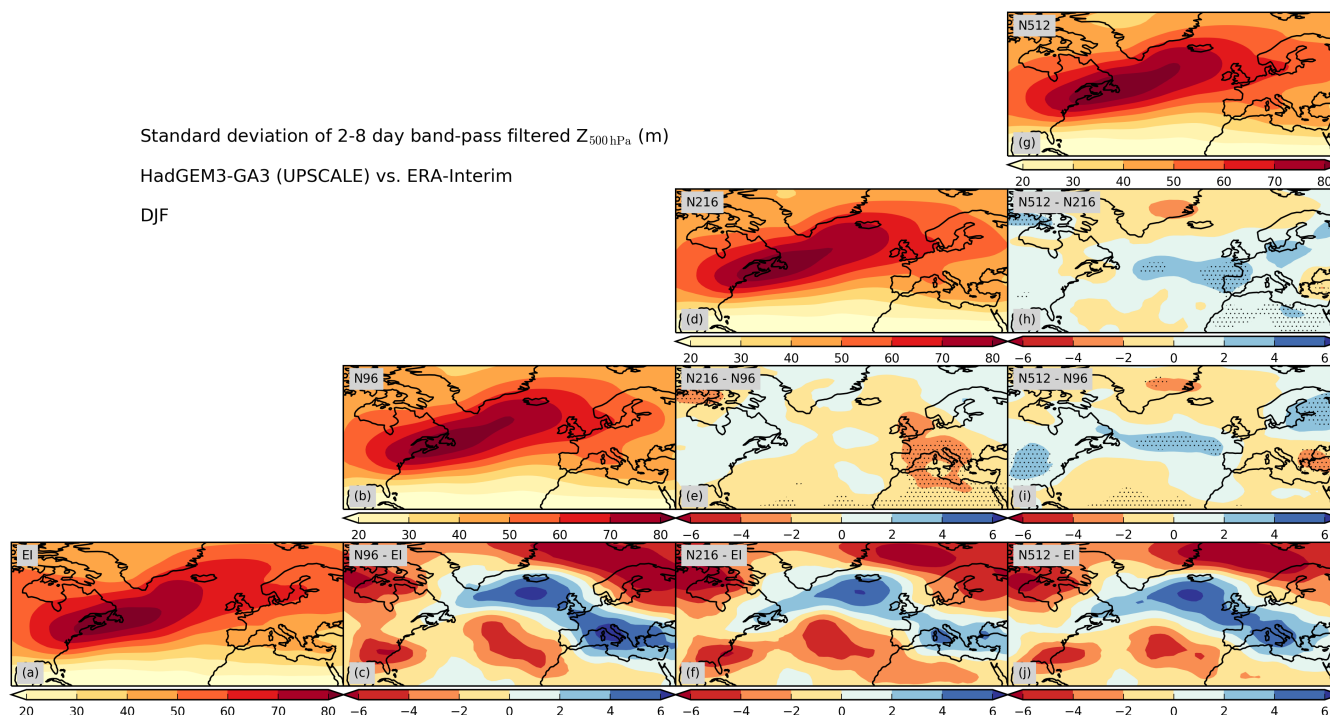 N512
(g)
20 30 40 50 60 70 80
Standard deviation of 2-8 day band-pass filtered Z500 hPa (m)
HadGEM3-GA3 (UPSCALE) vs. ERA-Interim
DJF
N216
(d)
20 30 40 50 60 70 80
N512 - N216
(h)
−6 −4 −2 0 2 4 6
N96
(b)
20 30 40 50 60 70 80
N216 - N96
(e)
−6 −4 −2 0 2 4 6
N512 - N96
(i)
−6 −4 −2 0 2 4 6
EI
(a)
20 30 40 50 60 70 80
N96 - EI
(c)
−6 −4 −2 0 2 4 6
N216 - EI
(f)
−6 −4 −2 0 2 4 6
N512 - EI
(j)
−6 −4 −2 0 2 4 6